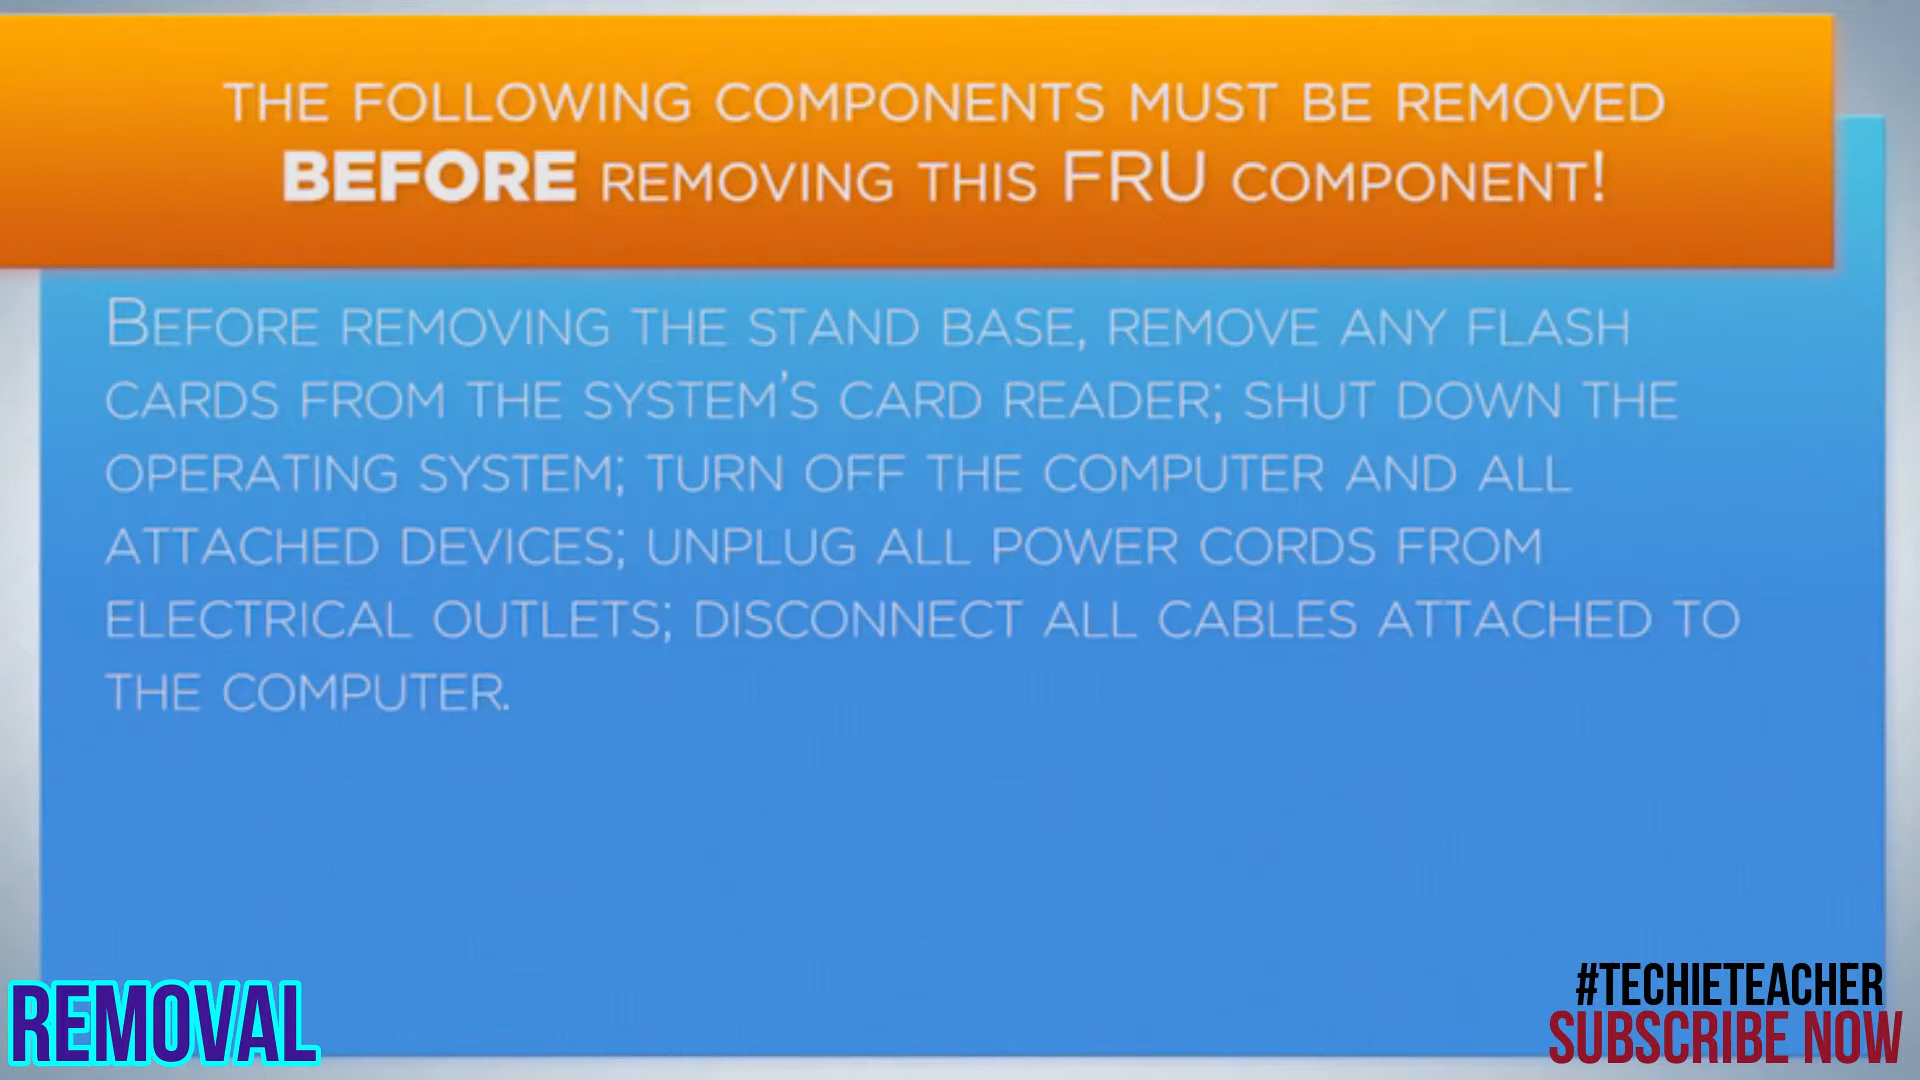 THE FOLLOWING COMPONENTS MUST BE REMOVED
BEFORE REMOVING THIS FRU COMPONENT!
BEFORE REMOVING THE STAND BASE, REMOVE ANY FLASH
CARDS FROM THE SYSTEM'S CARD READER; SHUT DOWN THE
OPERATING SYSTEM; TURN OFF THE COMPUTER AND ALL
ATTACHED DEVICES; UNPLUG ALL POWER CORDS FROM
ELECTRICAL OUTLETS; DISCONNECT ALL CABLES ATTACHED TO
THE COMPUTER.
REMOVAL
#TECHIETEACHER
SUBSCRIBE NOW